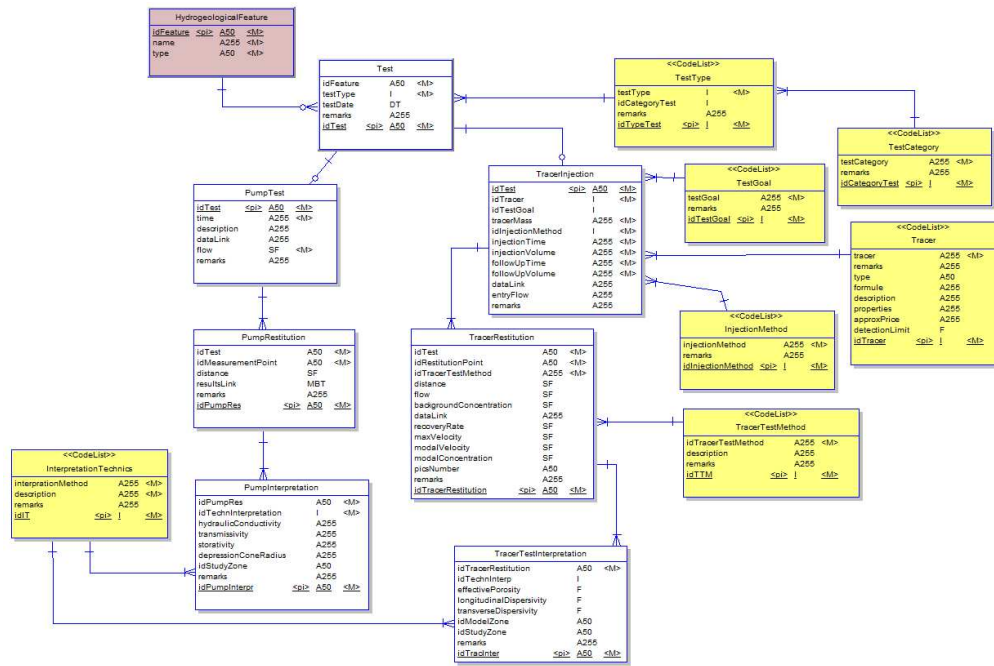 HydrogeologicalFeature
idFeature <pi> A50 <M>
name A255 <M>
type A50 <M>
Test
idFeature A50 <M>
testType I <M>
testDate DT
remarks A255
idTest <pi> A50 <M>
<<CodeList>>
TestType
testType I <M>
idCategoryTest I
remarks A255
idTypeTest <pi> I <M>
<<CodeList>>
TestCategory
testCategory A255 <M>
remarks A255
idCategoryTest <pi> I <M>
PumpTest
idTest <pi> A50 <M>
time A255 <M>
description A255
dataLink A255
flow SF <M>
remarks A255
TracerInjection
idTest <pi> A50 <M>
idTracer I <M>
idTestGoal I
tracerMass A255 <M>
idInjectionMethod I <M>
injectionTime A255 <M>
injectionVolume A255 <M>
followUpTime A255 <M>
followUpVolume A255 <M>
dataLink A255
entryFlow A255
remarks A255
<<CodeList>>
TestGoal
testGoal A255 <M>
remarks A255
idTestGoal <pi> I <M>
<<CodeList>>
Tracer
tracer A255 <M>
remarks A255
type A50
formule A255
description A255
properties A255
approxPrice A255
detectionLimit F
idTracer <pi> I <M>
<<CodeList>>
InjectionMethod
injectionMethod A255 <M>
remarks A255
idInjectionMethod <pi> I <M>
PumpRestitution
idTest A50 <M>
idMeasurementPoint A50 <M>
distance SF
resultsLink MBT
remarks A255
idPumpRes <pi> A50 <M>
TracerRestitution
idTest A50 <M>
idRestitutionPoint A50 <M>
idTracerTestMethod A255 <M>
distance SF
flow SF
backgroundConcentration SF
dataLink A255
recoveryRate SF
maxVelocity SF
modalVelocity SF
modalConcentration SF
picsNumber A50
idTracerRestitution <pi> A50 <M>
<<CodeList>>
TracerTestMethod
idTracerTestMethod A255 <M>
description A255
remarks A255
idTTM <pi> I <M>
<<CodeList>>
InterpretationTechnics
interprationMethod A255 <M>
description A255 <M>
remarks A255
idIT <pi> I <M>
PumpInterpretation
idPumpRes A50 <M>
idTechnInterpretation I <M>
hydraulicConductivity A255
transmissivity A255
storativity A255
depressionConeRadius A255
idStudyZone A50
remarks A255
idPumpInterpr <pi> A50 <M>
TracerTestInterpretation
idTracerRestitution A50 <M>
idTechnInterp I
effectivePorosity F
longitudinalDispersivity F
transverseDispersivity F
idModelZone A50
idStudyZone A50
remarks A255
idTracInter <pi> A50 <M>